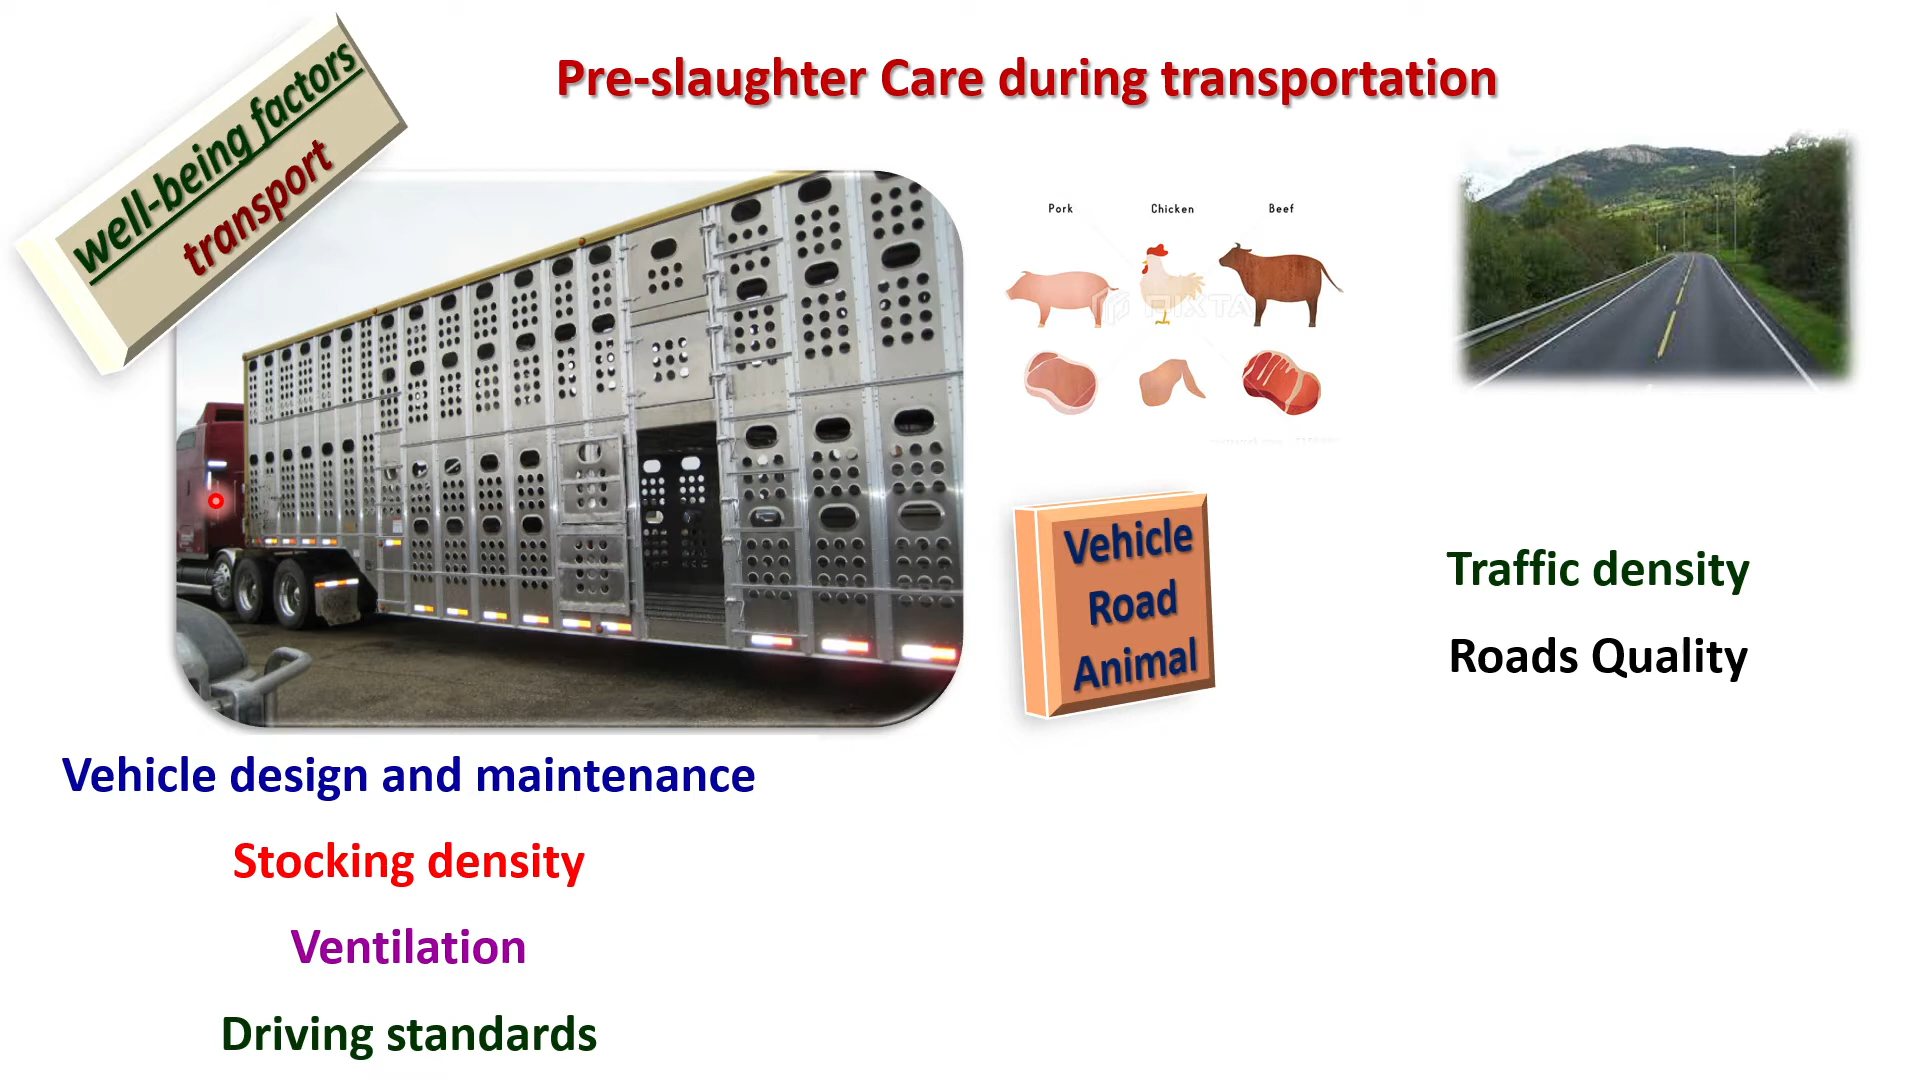 well-being factors
transport
Pre-slaughter Care during transportation
Pork Chicken Beef
PIXTA
Vehicle
Road
Animal
Traffic density
Roads Quality
Vehicle design and maintenance
Stocking density
Ventilation
Driving standards